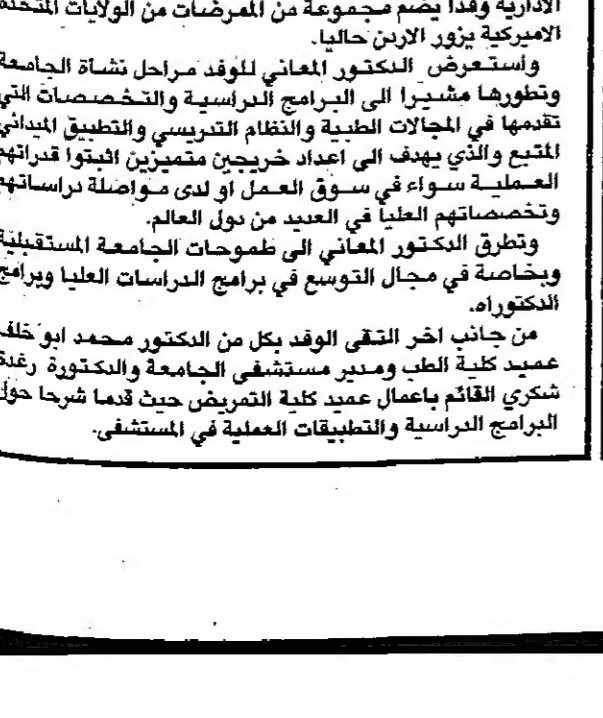 الادارية وفدا يضم مجموعة من الممرضات من الولايات المتحدة
الاميركية يزور الاردن حاليا.
واستعرض الدكتور المعاني للوفد مراحل نشأة الجامعة
وتطورها مشيرا الى البرامج الدراسية والتخصصات التي
تقدمها في المجالات الطبية والنظام التدريسي والتطبيق الميداني
المتبع والذي يهدف الى اعداد خريجين متميزين اثبتوا قدراتهم
العملية سواء في سوق العمل او لدى مواصلة دراساتهم
وتخصصاتهم العليا في العديد من دول العالم.
وتطرق الدكتور المعاني الى طموحات الجامعة المستقبلية
وبخاصة في مجال التوسع في برامج الدراسات العليا وبرامج
الدكتوراه.
من جانب اخر التقى الوفد بكل من الدكتور محمد ابو خلف
عميد كلية الطب ومدير مستشفى الجامعة والدكتورة رغدة
شكري القائم باعمال عميد كلية التمريض حيث قدما شرحا حول
البرامج الدراسية والتطبيقات العملية في المستشفى.